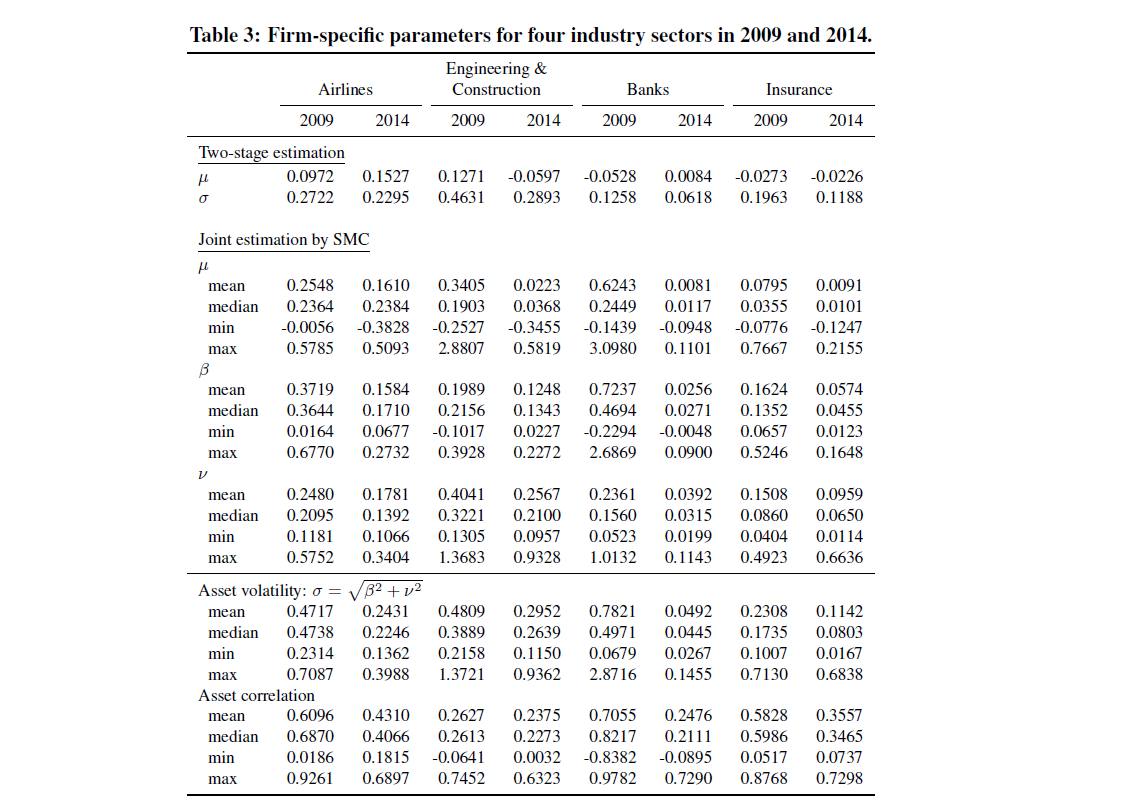 Table 3: Firm-specific parameters for four industry sectors in 2009 and 2014.
Airlines Engineering & Construction Banks Insurance
2009 2014 2009 2014 2009 2014 2009 2014
Two-stage estimation
μ 0.0972 0.1527 0.1271 -0.0597 -0.0528 0.0084 -0.0273 -0.0226
σ 0.2722 0.2295 0.4631 0.2893 0.1258 0.0618 0.1963 0.1188
Joint estimation by SMC
μ
mean 0.2548 0.1610 0.3405 0.0223 0.6243 0.0081 0.0795 0.0091
median 0.2364 0.2384 0.1903 0.0368 0.2449 0.0117 0.0355 0.0101
min -0.0056 -0.3828 -0.2527 -0.3455 -0.1439 -0.0948 -0.0776 -0.1247
max 0.5785 0.5093 2.8807 0.5819 3.0980 0.1101 0.7667 0.2155
β
mean 0.3719 0.1584 0.1989 0.1248 0.7237 0.0256 0.1624 0.0574
median 0.3644 0.1710 0.2156 0.1343 0.4694 0.0271 0.1352 0.0455
min 0.0164 0.0677 -0.1017 0.0227 -0.2294 -0.0048 0.0657 0.0123
max 0.6770 0.2732 0.3928 0.2272 2.6869 0.0900 0.5246 0.1648
ν
mean 0.2480 0.1781 0.4041 0.2567 0.2361 0.0392 0.1508 0.0959
median 0.2095 0.1392 0.3221 0.2100 0.1560 0.0315 0.0860 0.0650
min 0.1181 0.1066 0.1305 0.0957 0.0523 0.0199 0.0404 0.0114
max 0.5752 0.3404 1.3683 0.9328 1.0132 0.1143 0.4923 0.6636
Asset volatility: σ = √β² + ν²
mean 0.4717 0.2431 0.4809 0.2952 0.7821 0.0492 0.2308 0.1142
median 0.4738 0.2246 0.3889 0.2639 0.4971 0.0445 0.1735 0.0803
min 0.2314 0.1362 0.2158 0.1150 0.0679 0.0267 0.1007 0.0167
max 0.7087 0.3988 1.3721 0.9362 2.8716 0.1455 0.7130 0.6838
Asset correlation
mean 0.6096 0.4310 0.2627 0.2375 0.7055 0.2476 0.5828 0.3557
median 0.6870 0.4066 0.2613 0.2273 0.8217 0.2111 0.5986 0.3465
min 0.0186 0.1815 -0.0641 0.0032 -0.8382 -0.0895 0.0517 0.0737
max 0.9261 0.6897 0.7452 0.6323 0.9782 0.7290 0.8768 0.7298